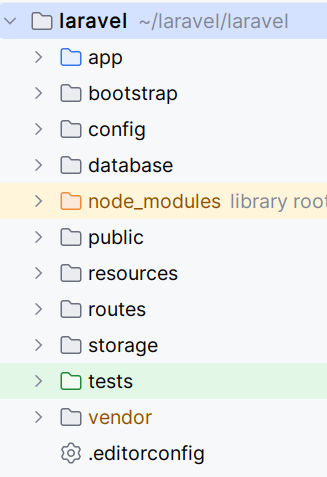 laravel ~/laravel/laravel
app
bootstrap
config
database
node_modules library root
public
resources
routes
storage
tests
vendor
.editorconfig